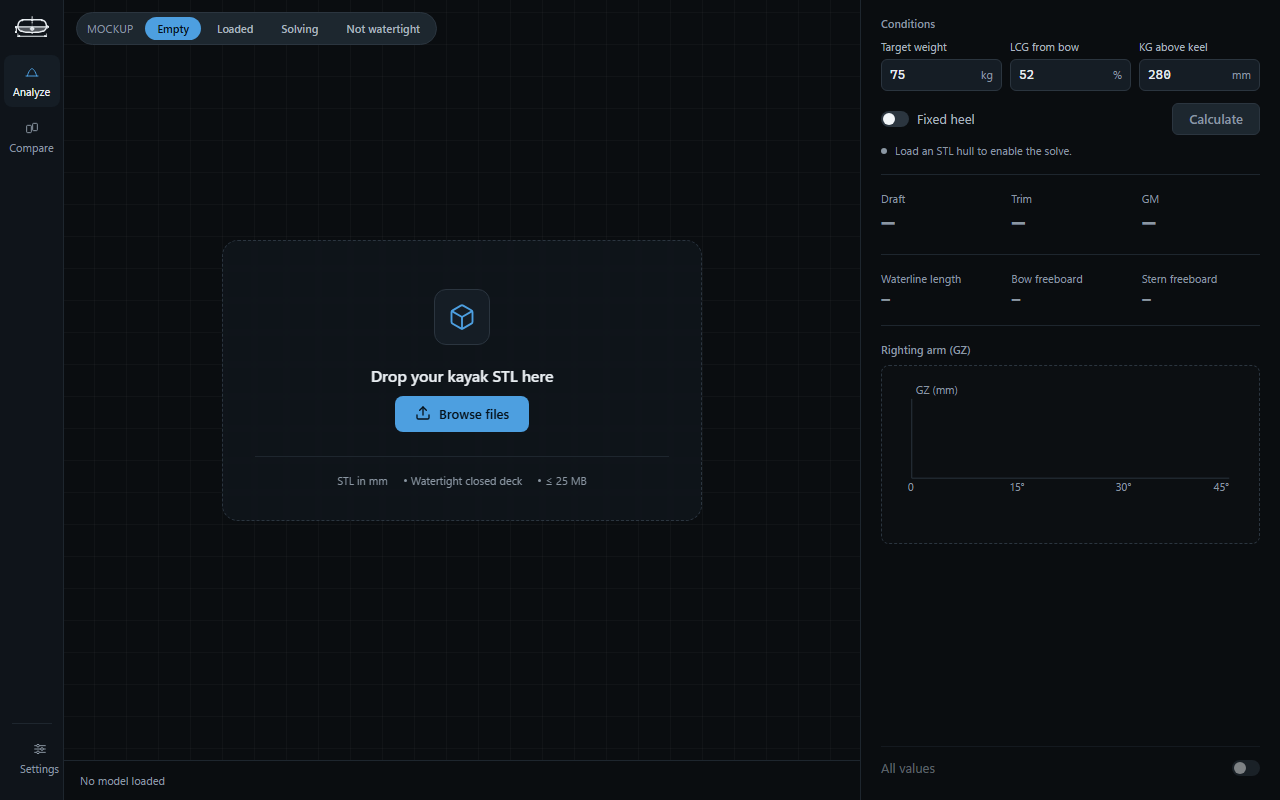 MOCKUP Empty Loaded Solving Not watertight
Analyze
Compare
Settings
Drop your kayak STL here
Browse files
STL in mm • Watertight closed deck • ≤ 25 MB
No model loaded
Conditions
Target weight LCG from bow KG above keel
75 kg 52 % 280 mm
Fixed heel Calculate
Load an STL hull to enable the solve.
Draft Trim GM
— — —
Waterline length Bow freeboard Stern freeboard
— — —
Righting arm (GZ)
GZ (mm)
0 15° 30° 45°
All values